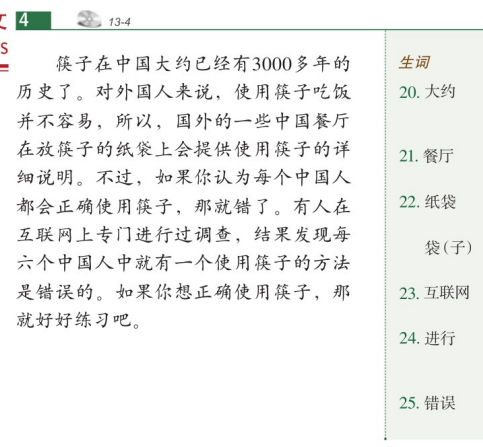 文 4 13-4
s
筷子在中国大约已经有3000多年的
历史了。对外国人来说，使用筷子吃饭
并不容易，所以，国外的一些中国餐厅
在放筷子的纸袋上会提供使用筷子的详
细说明。不过，如果你认为每个中国人
都会正确使用筷子，那就错了。有人在
互联网上专门进行过调查，结果发现每
六个中国人中就有一个使用筷子的方法
是错误的。如果你想正确使用筷子，那
就好好练习吧。
生词
20. 大约
21. 餐厅
22. 纸袋
袋（子）
23. 互联网
24. 进行
25. 错误